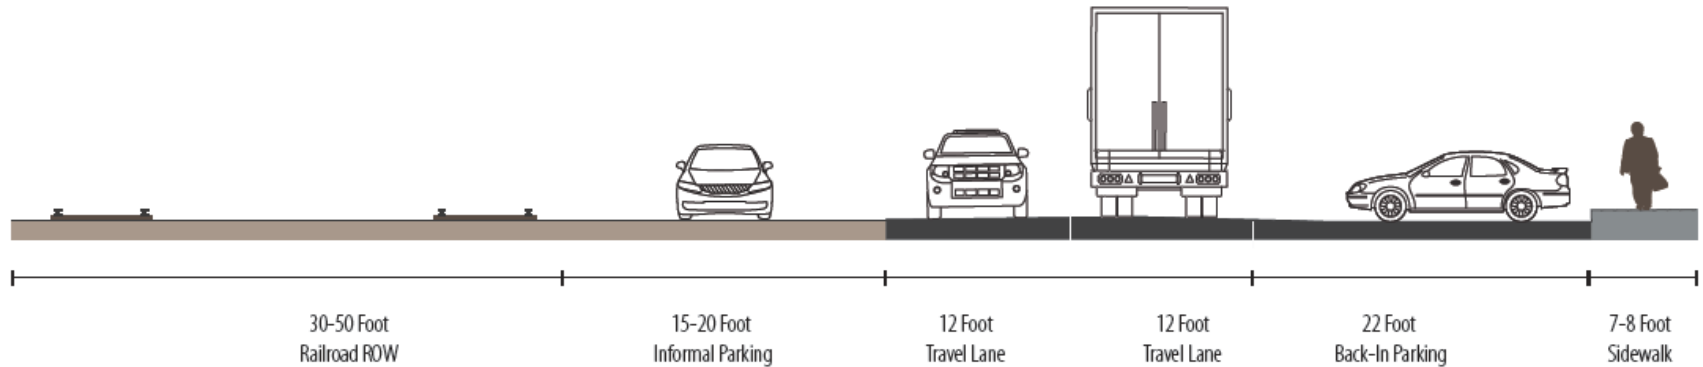 30-50 Foot
Railroad ROW
15-20 Foot
Informal Parking
12 Foot
Travel Lane
12 Foot
Travel Lane
22 Foot
Back-In Parking
7-8 Foot
Sidewalk